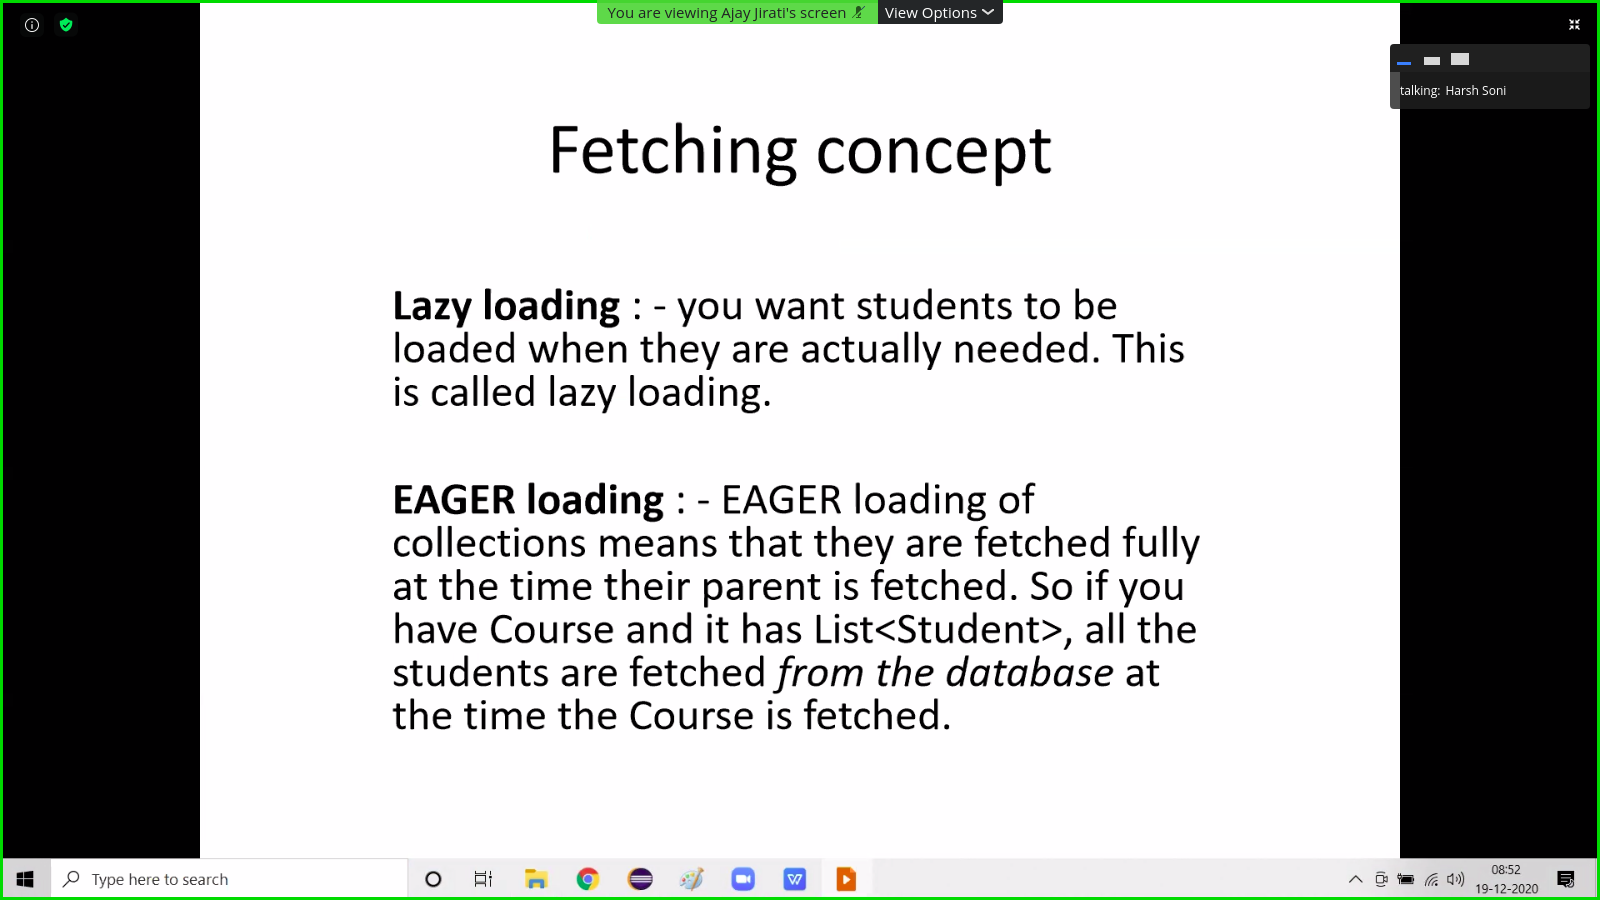 You are viewing Ajay Jirati's screen View Options
talking: Harsh Soni
Fetching concept
Lazy loading : - you want students to be
loaded when they are actually needed. This
is called lazy loading.
EAGER loading : - EAGER loading of
collections means that they are fetched fully
at the time their parent is fetched. So if you
have Course and it has List<Student>, all the
students are fetched from the database at
the time the Course is fetched.
Type here to search
08:52
19-12-2020